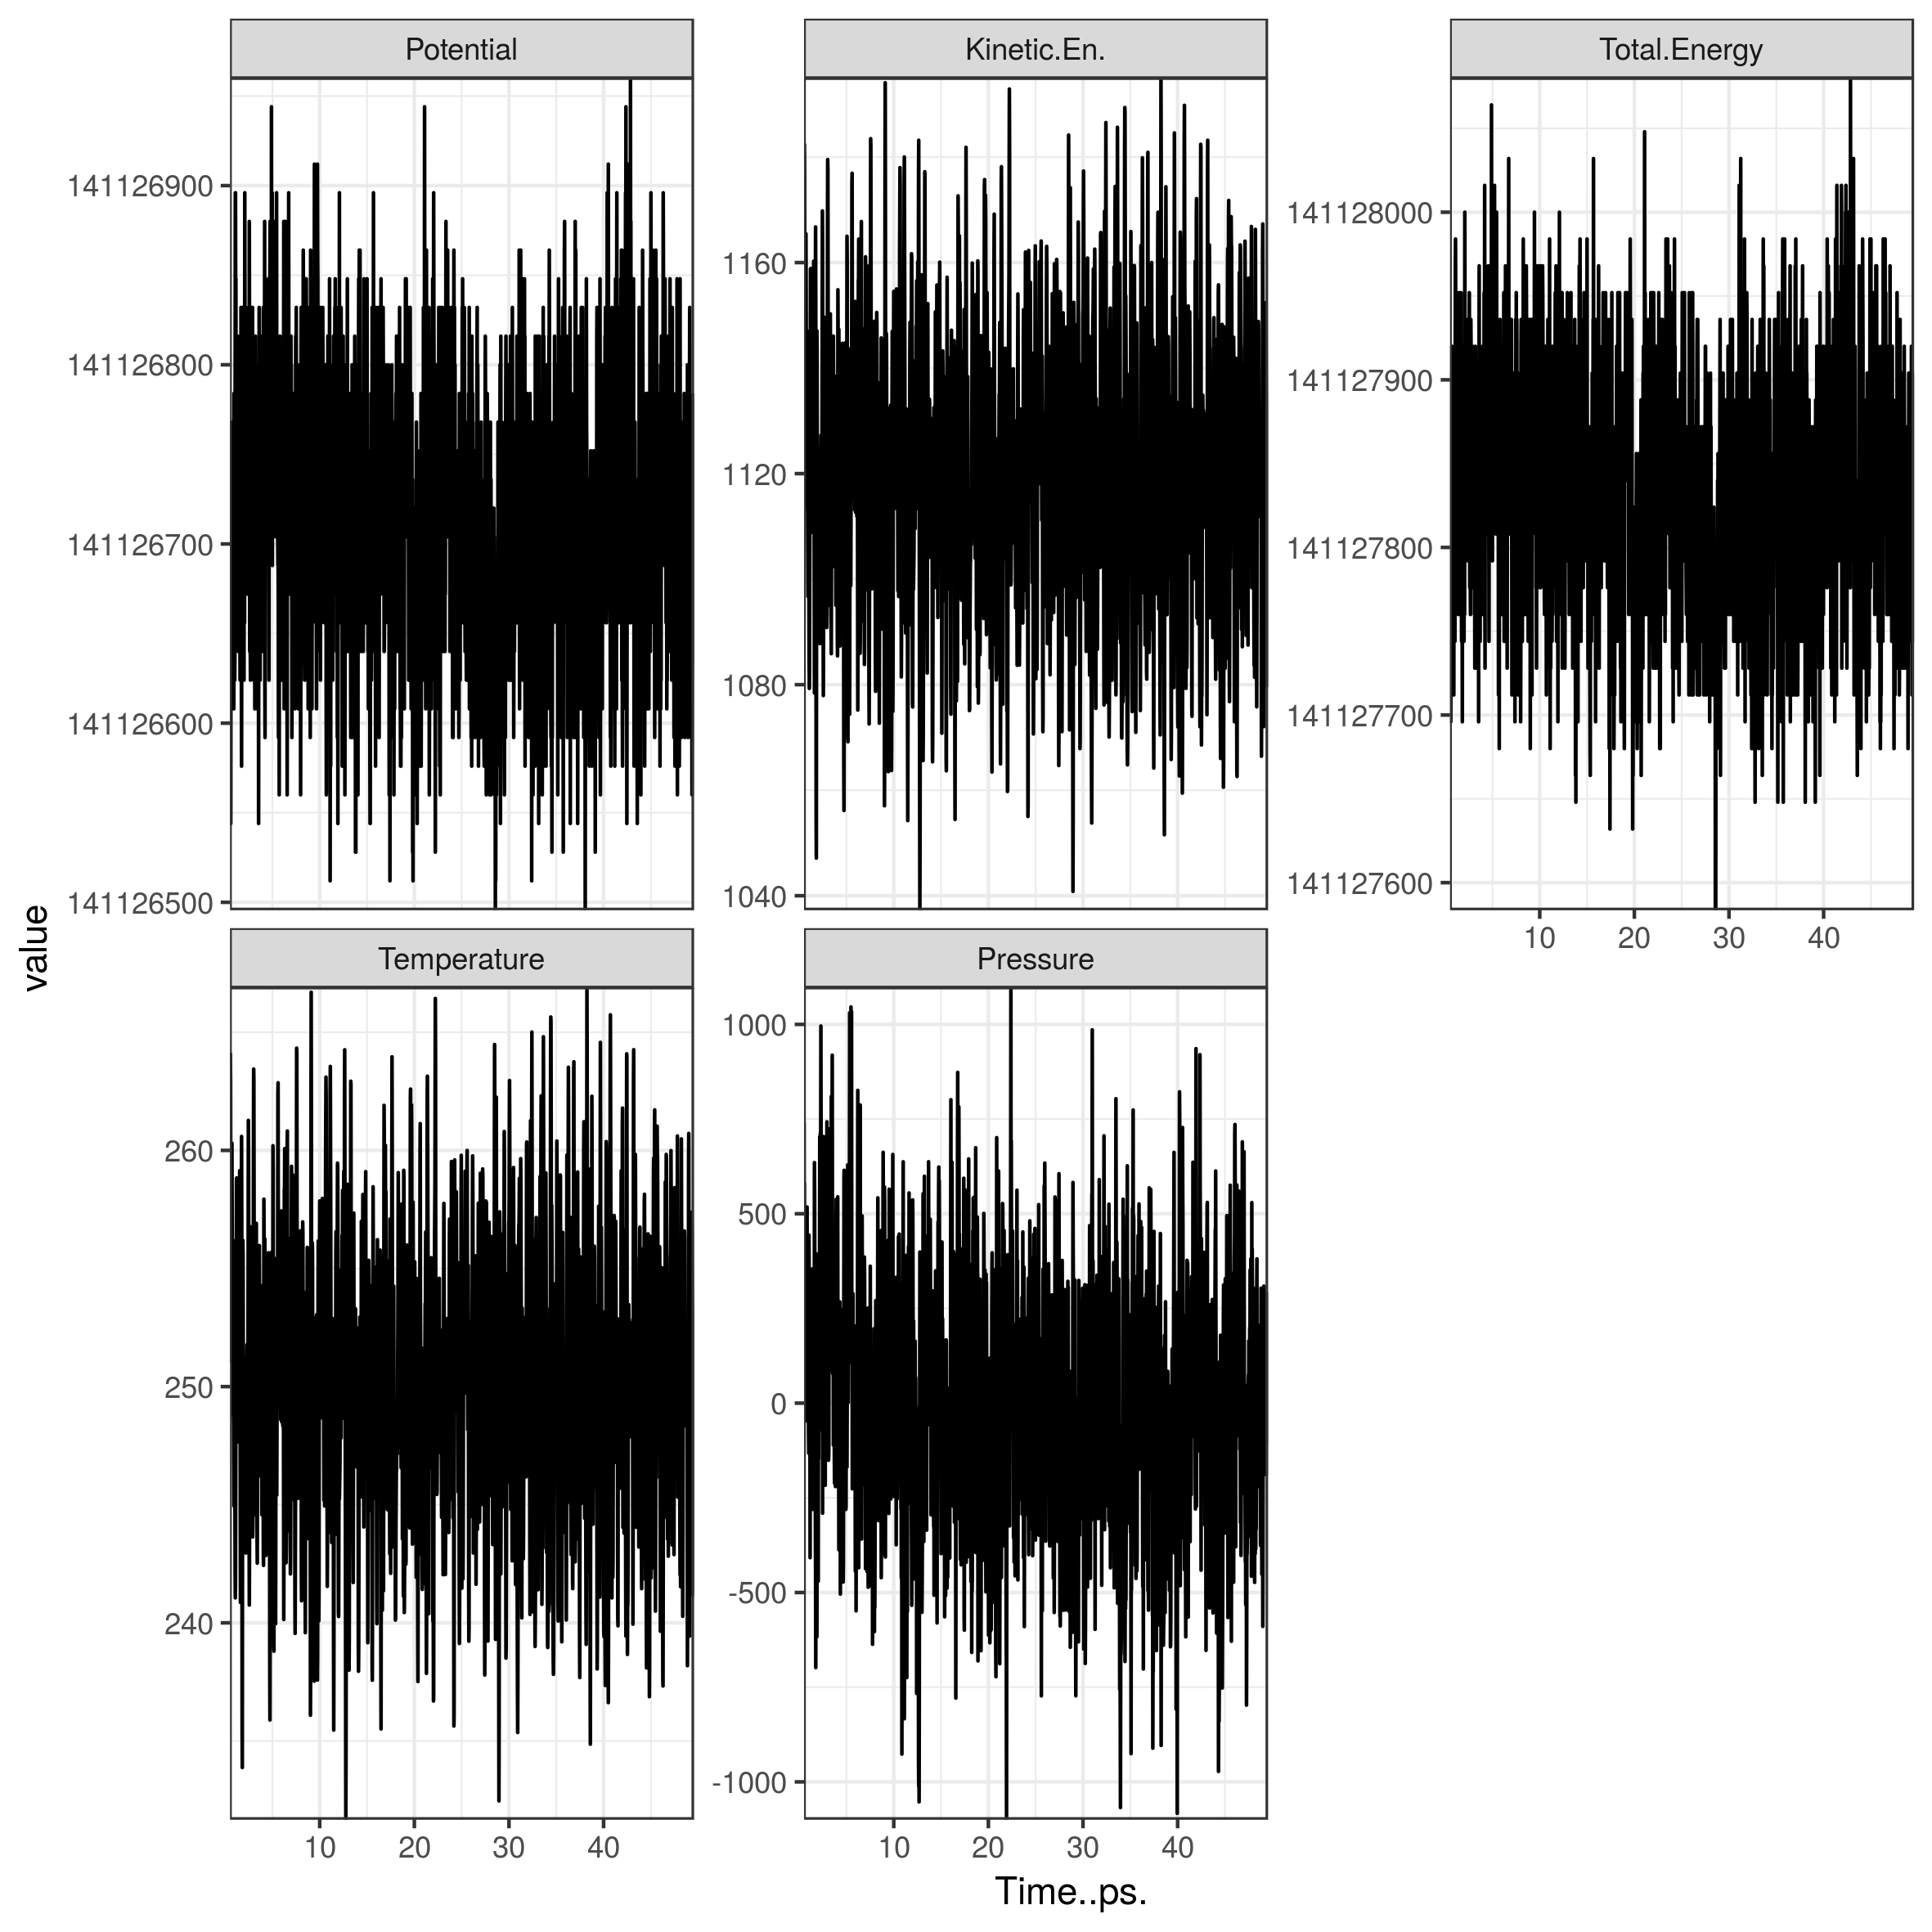 Potential
Kinetic.En.
Total.Energy
141126900
141126800
141126700
141126600
141126500
1160
1120
1080
1040
141128000
141127900
141127800
141127700
141127600
10 20 30 40
value
Temperature
Pressure
260
250
240
1000
500
0
-500
-1000
10 20 30 40
10 20 30 40
Time..ps.